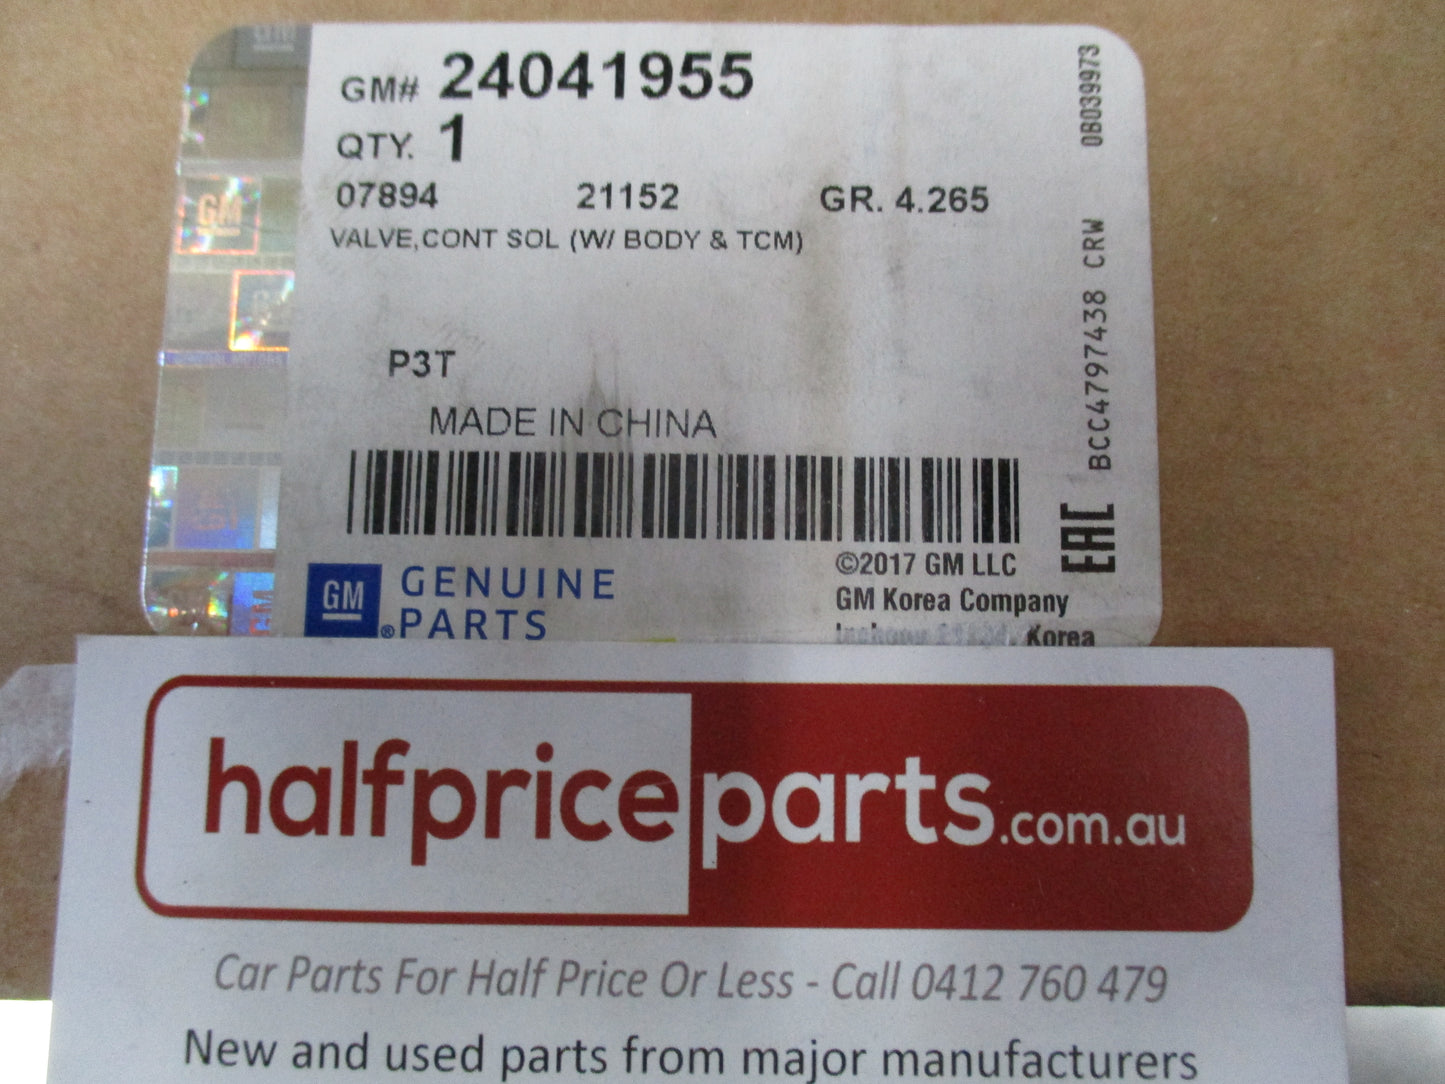 GM# 24041955
QTY. 1
07894 21152 GR. 4.265
VALVE,CONT SOL (W/ BODY & TCM)
P3T
MADE IN CHINA
GM GENUINE
®PARTS
©2017 GM LLC
GM Korea Company
Korea
0B039973
BCC4797438 CRW
EAC
GM
halfpriceparts.com.au
Car Parts For Half Price Or Less - Call 0412 760 479
New and used parts from major manufacturers